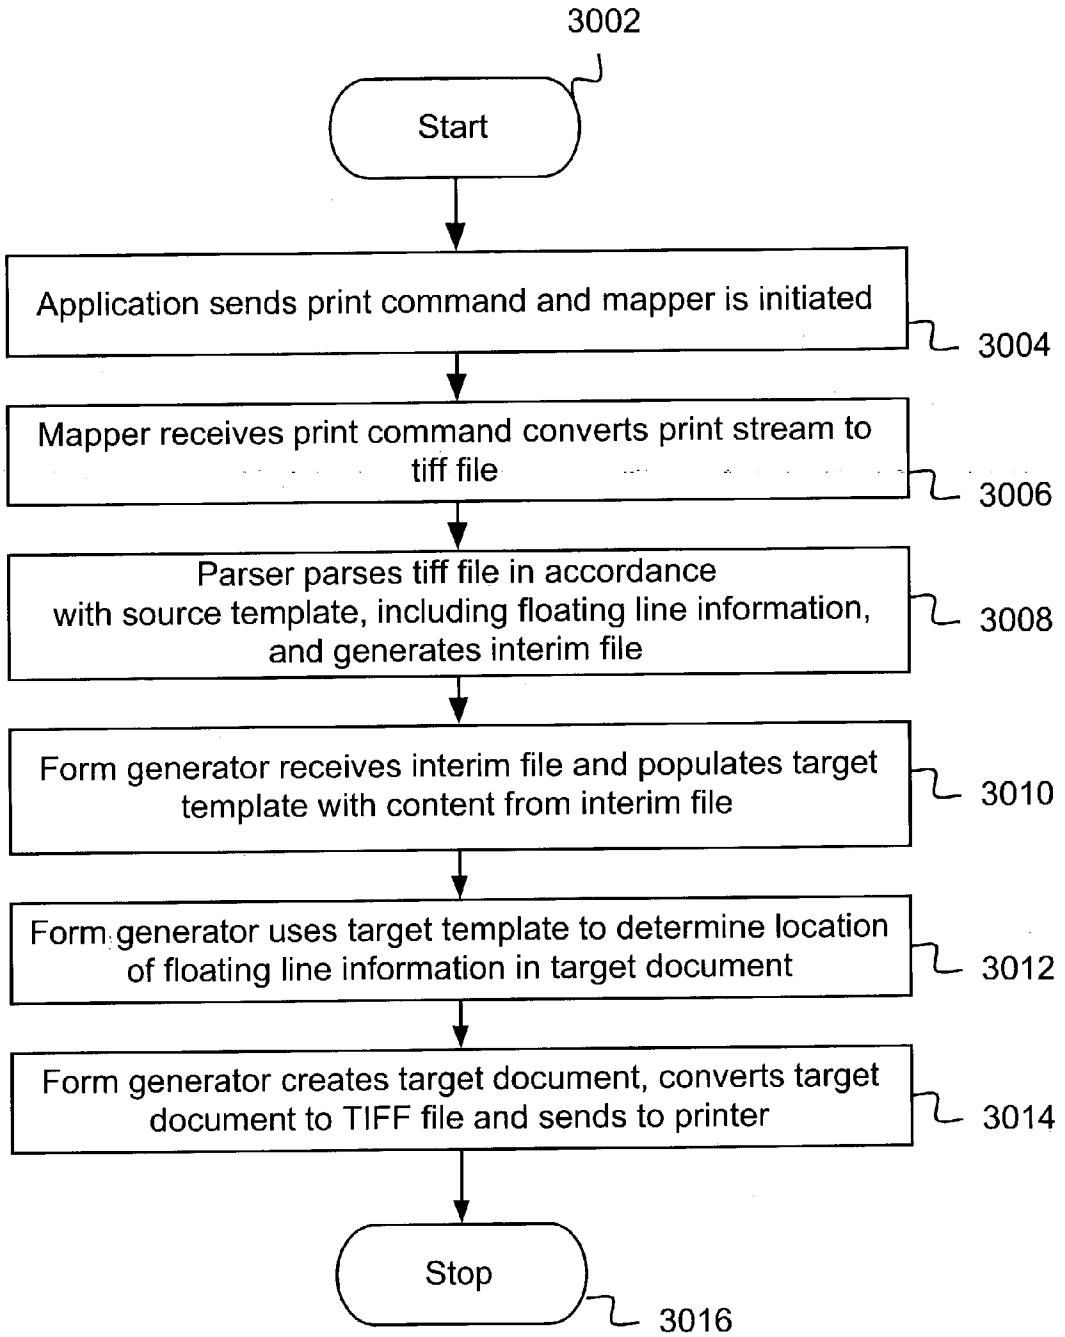 3002
Start
Application sends print command and mapper is initiated
3004
Mapper receives print command converts print stream to
tiff file
3006
Parser parses tiff file in accordance
with source template, including floating line information,
and generates interim file
3008
Form generator receives interim file and populates target
template with content from interim file
3010
Form generator uses target template to determine location
of floating line information in target document
3012
Form generator creates target document, converts target
document to TIFF file and sends to printer
3014
Stop
3016